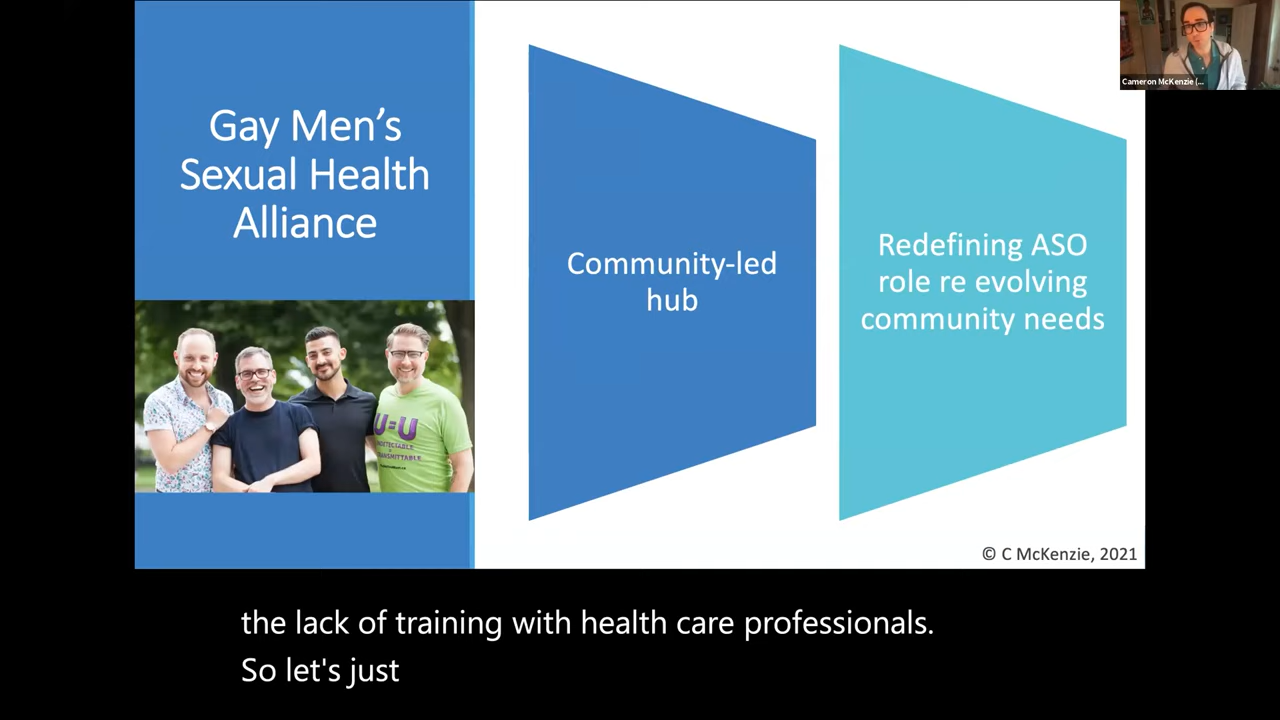 Gay Men’s
Sexual Health
Alliance
Community-led
hub
Redefining ASO
role re evolving
community needs
U=U
© C McKenzie, 2021
Cameron McKenzie (...
the lack of training with health care professionals.
So let's just